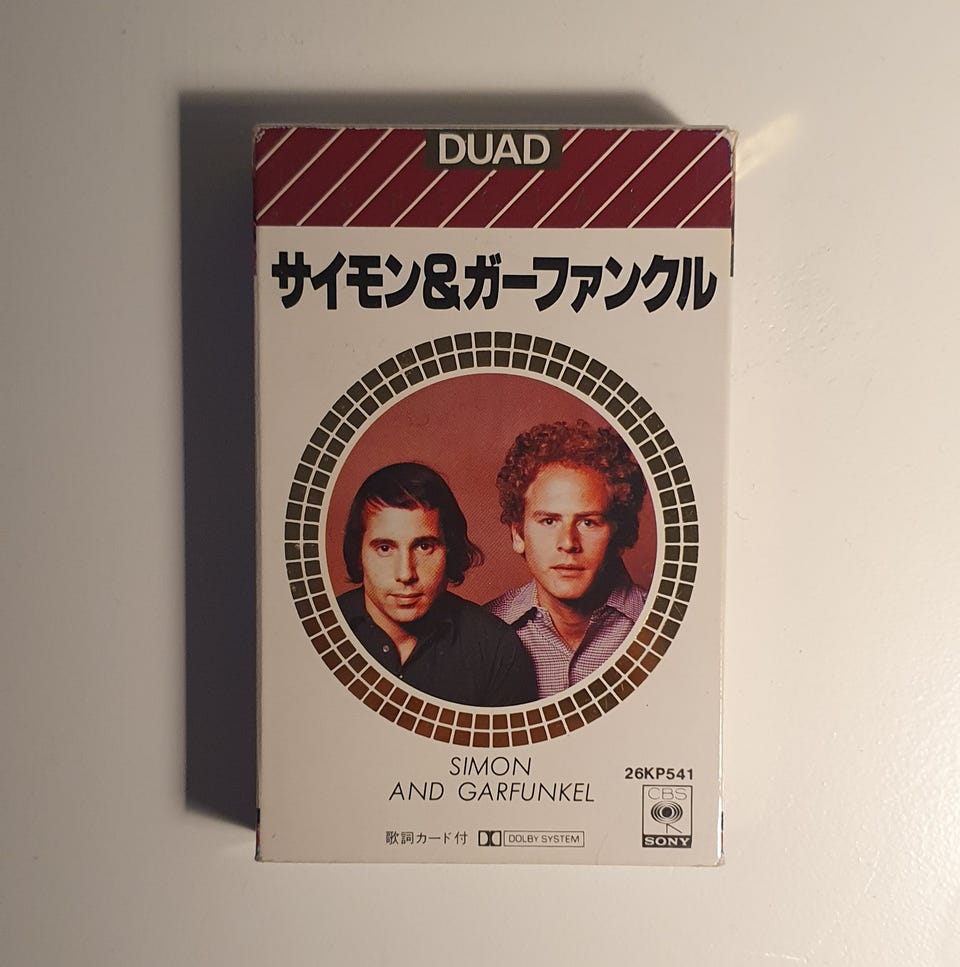 DUAD
サイモン&ガーファンクル
SIMON
AND GARFUNKEL
26KP541
CBS
SONY
歌詞カード付 DOLBY SYSTEM